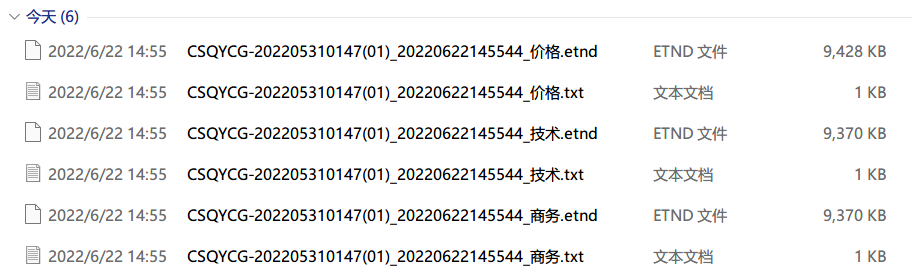 今天 (6)
2022/6/22 14:55 CSQYCG-202205310147(01)_20220622145544_价格.etnd ETND 文件 9,428 KB
2022/6/22 14:55 CSQYCG-202205310147(01)_20220622145544_价格.txt 文本文档 1 KB
2022/6/22 14:55 CSQYCG-202205310147(01)_20220622145544_技术.etnd ETND 文件 9,370 KB
2022/6/22 14:55 CSQYCG-202205310147(01)_20220622145544_技术.txt 文本文档 1 KB
2022/6/22 14:55 CSQYCG-202205310147(01)_20220622145544_商务.etnd ETND 文件 9,370 KB
2022/6/22 14:55 CSQYCG-202205310147(01)_20220622145544_商务.txt 文本文档 1 KB